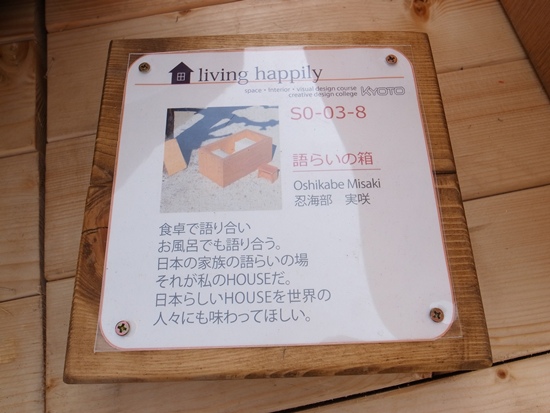 living happily
space・interior・visual design course
creative design college KYOTO
S0-03-8
語らいの箱
Oshikabe Misaki
忍海部　実咲
食卓で語り合い
お風呂でも語り合う。
日本の家族の語らいの場
それが私のHOUSEだ。
日本らしいHOUSEを世界の
人々にも味わってほしい。